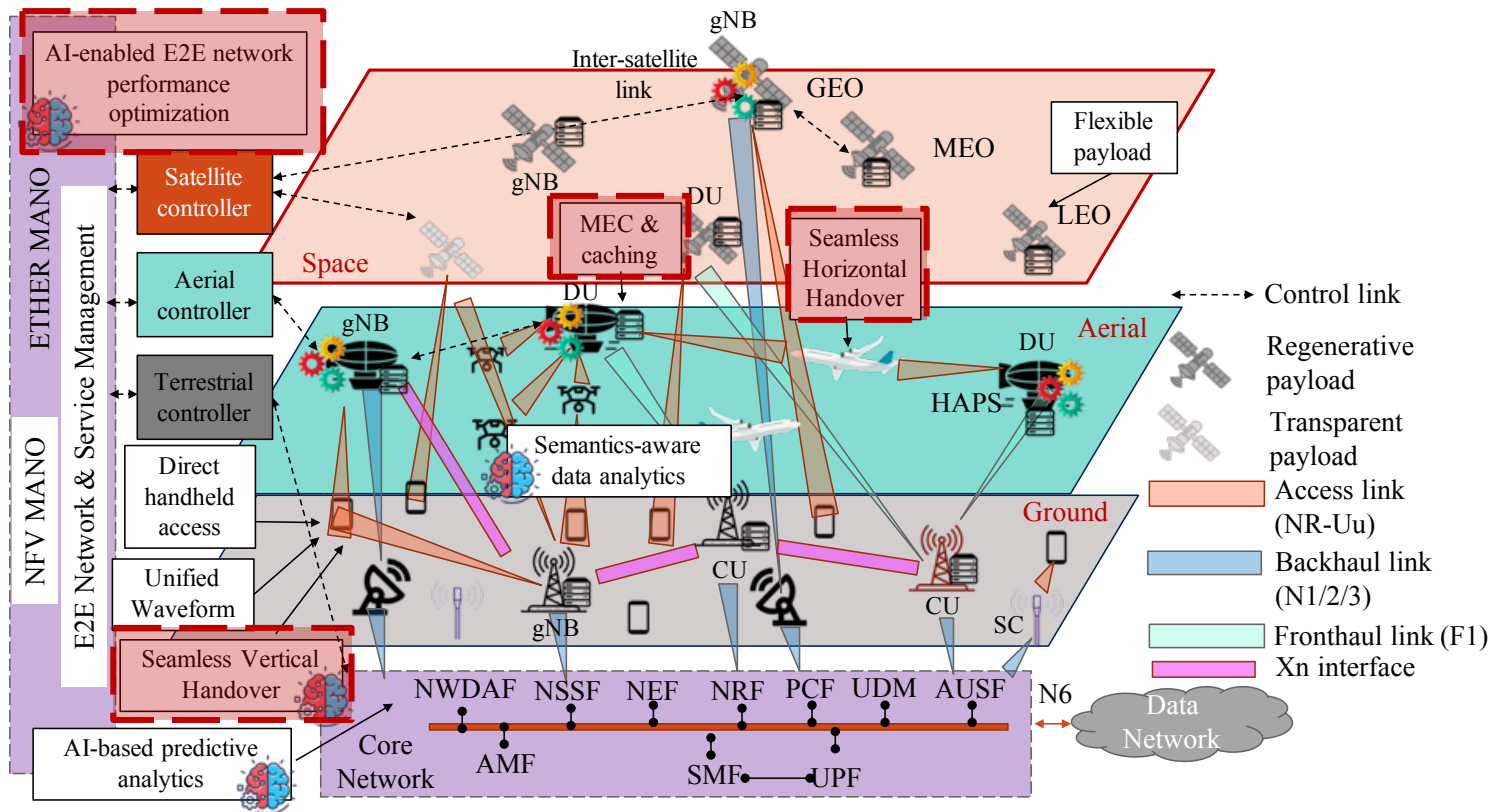 AI-enabled E2E network
performance
optimization
gNB
Inter-satellite
link
GEO
MEO
Flexible
payload
gNB
DU
LEO
Satellite
controller
MEC &
caching
Seamless
Horizontal
Handover
Space
ETHER MANO
NFV MANO
E2E Network & Service Management
Aerial
controller
gNB
DU
Aerial
DU
HAPS
Terrestrial
controller
Semantics-aware
data analytics
Direct
handheld
access
Ground
Unified
Waveform
gNB
CU
CU
SC
Seamless Vertical
Handover
Control link
Regenerative
payload
Transparent
payload
Access link
(NR-Uu)
Backhaul link
(N1/2/3)
Fronthaul link (F1)
Xn interface
NWDAF
NSSF
NEF
NRF
PCF
UDM
AUSF
N6
Data
Network
AI-based predictive
analytics
Core
Network
AMF
SMF
UPF